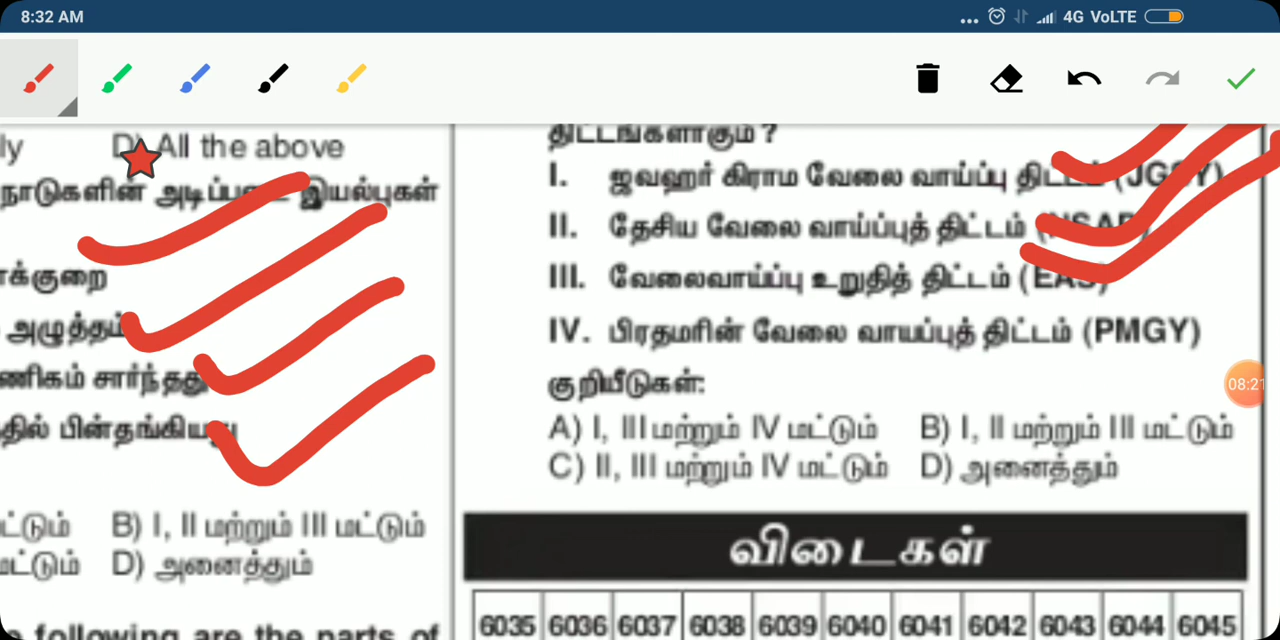 8:32 AM
4G VoLTE
ly D) All the above
நாடுகளின் இயல்புகள்
அழுத்தம்
சார்ந்தது
தில் பின்தங்கியது
B) I, II மற்றும் III மட்டும்
D) அனைத்தும்
following are the parts of
திட்டங்களாகும் ?
I. ஜவஹர் கிராம வேலை வாய்ப்பு திட்டம்
II. தேசிய வேலை வாய்ப்புத் திட்டம்
III. வேலைவாய்ப்பு உறுதித் திட்டம் (EAS)
IV. பிரதமரின் வேலை வாயப்புத் திட்டம் (PMGY)
குறியீடுகள்:
A) I, III மற்றும் IV மட்டும் B) I, II மற்றும் III மட்டும்
C) II, III மற்றும் IV மட்டும் D) அனைத்தும்
08:21
விடைகள்
6035 6036 6037 6038 6039 6040 6041 6042 6043 6044 6045